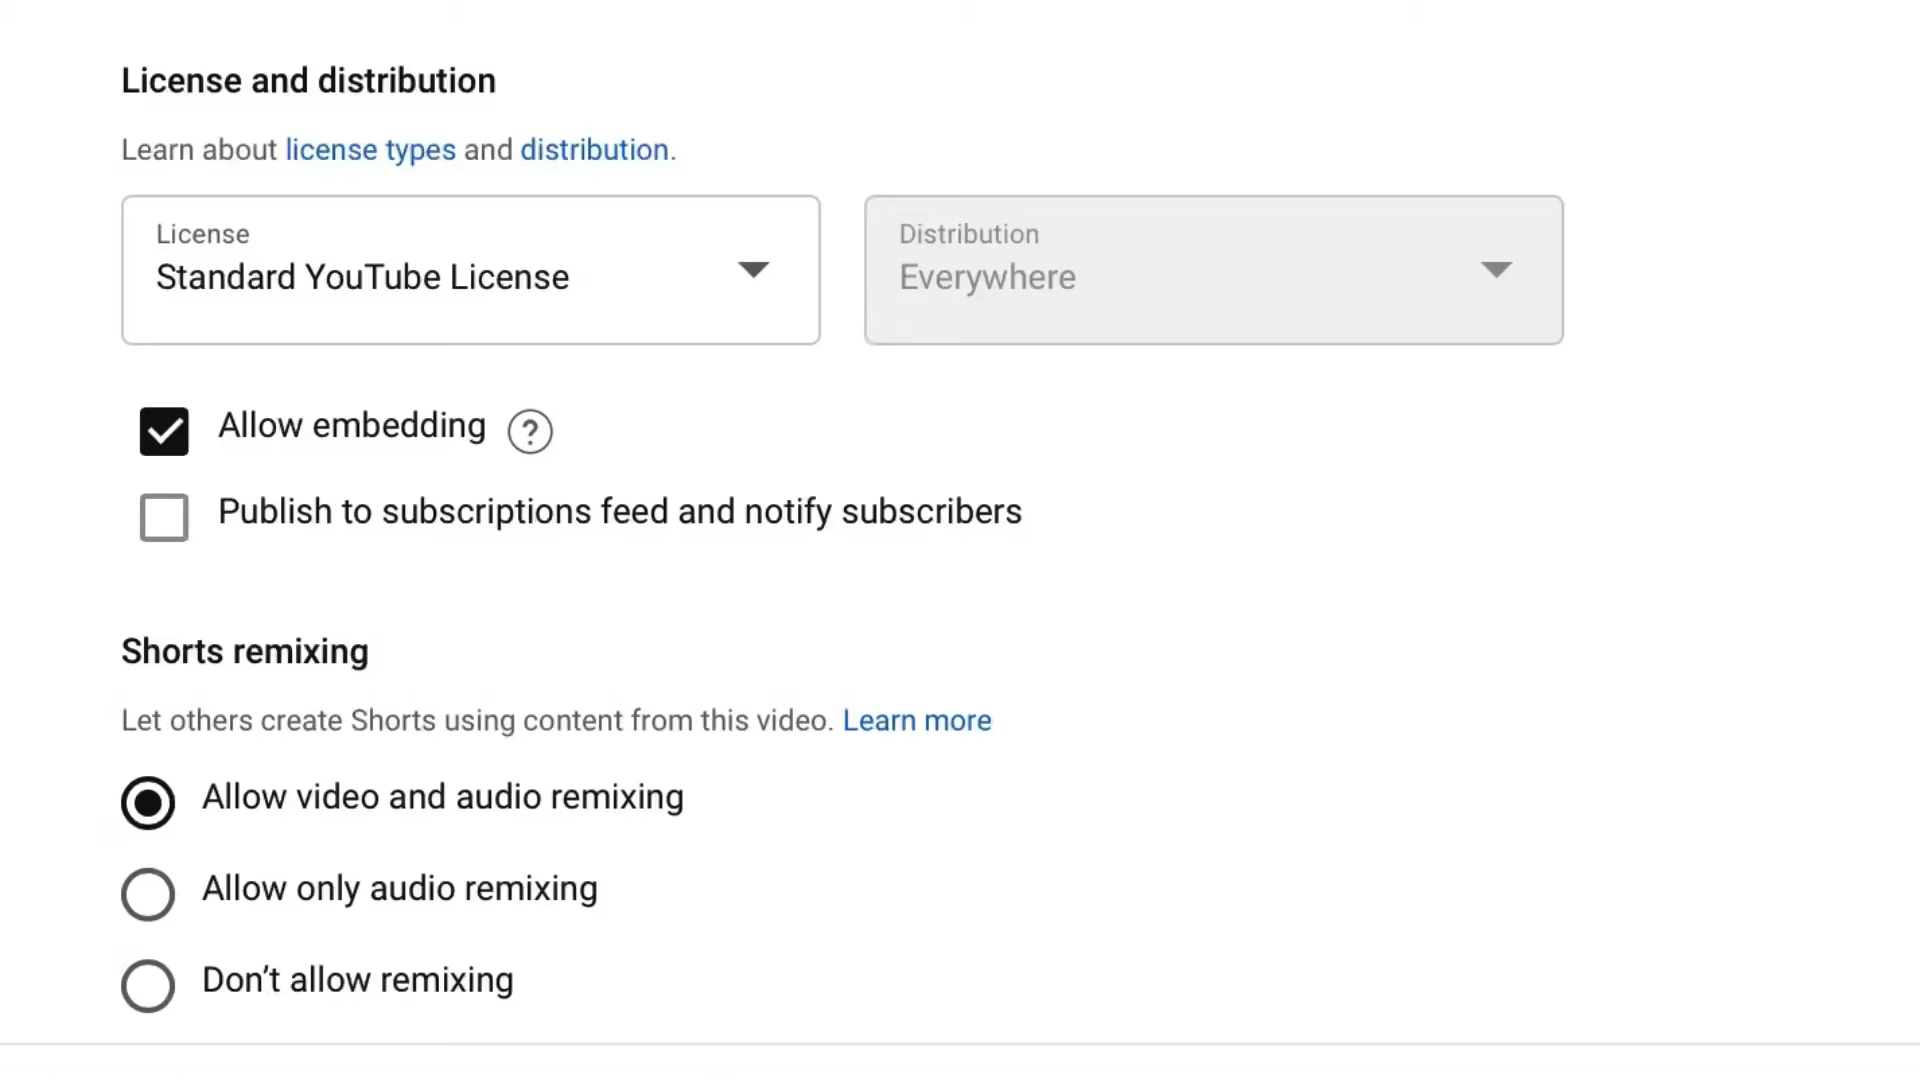 License and distribution
Learn about license types and distribution.
License
Standard YouTube License
Distribution
Everywhere
Allow embedding ?
Publish to subscriptions feed and notify subscribers
Shorts remixing
Let others create Shorts using content from this video. Learn more
Allow video and audio remixing
Allow only audio remixing
Don’t allow remixing